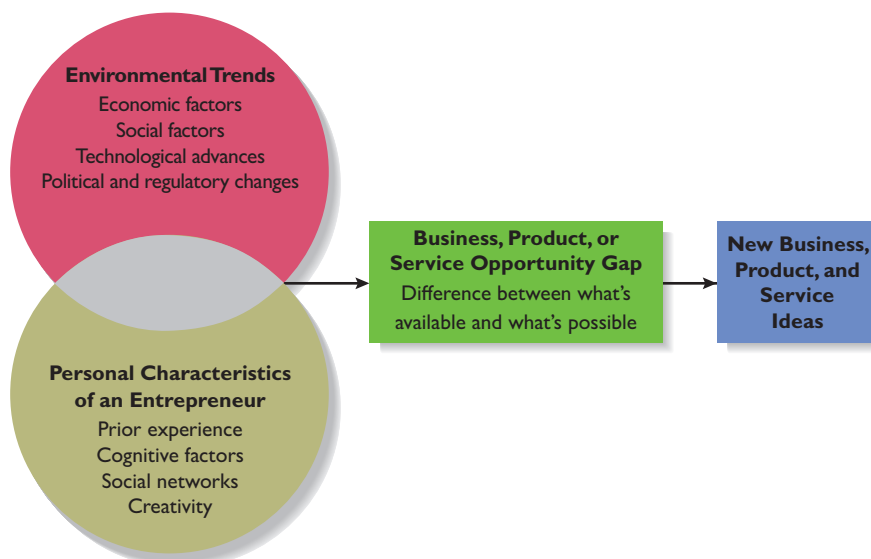 Environmental Trends
Economic factors
Social factors
Technological advances
Political and regulatory changes
Business, Product, or
Service Opportunity Gap
Difference between what’s
available and what’s possible
New Business,
Product, and
Service
Ideas
Personal Characteristics
of an Entrepreneur
Prior experience
Cognitive factors
Social networks
Creativity